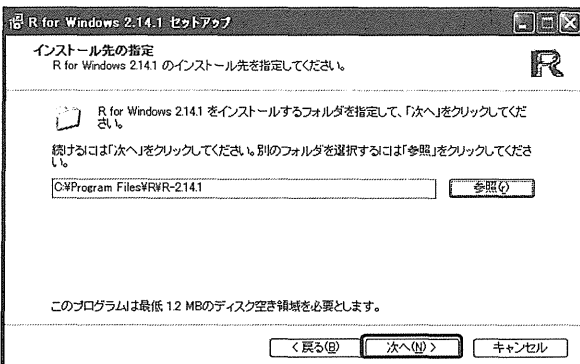 R for Windows 2.14.1 セットアップ
インストール先の指定
R for Windows 2.14.1 のインストール先を指定してください。
R
R for Windows 2.14.1 をインストールするフォルダを指定して、「次へ」をクリックしてくだ
さい。
続けるには「次へ」をクリックしてください。別のフォルダを選択するには「参照」をクリックしてくださ
い。
C:¥Program Files¥R¥R-2.14.1
参照(R)
このプログラムは最低 1.2 MBのディスク空き領域を必要とします。
< 戻る(B)
次へ(N) >
キャンセル